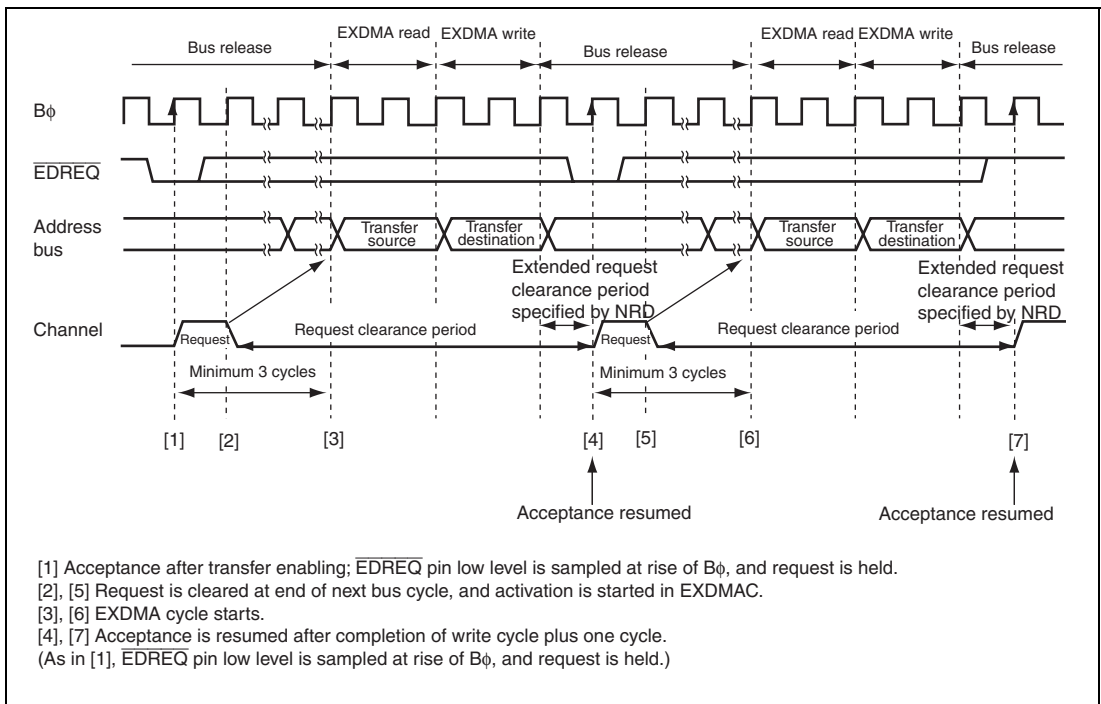 Bus release EXDMA read EXDMA write Bus release EXDMA read EXDMA write Bus release
Bϕ
EDREQ
Address
bus
Transfer
source
Transfer
destination
Transfer
source
Transfer
destination
Extended request
clearance period
specified by NRD
Extended request
clearance period
specified by NRD
Channel
Request
Request clearance period
Request
Request clearance period
Minimum 3 cycles
Minimum 3 cycles
[1] [2] [3] [4] [5] [6] [7]
Acceptance resumed
Acceptance resumed
[1] Acceptance after transfer enabling; EDREQ pin low level is sampled at rise of Bϕ, and request is held.
[2], [5] Request is cleared at end of next bus cycle, and activation is started in EXDMAC.
[3], [6] EXDMA cycle starts.
[4], [7] Acceptance is resumed after completion of write cycle plus one cycle.
(As in [1], EDREQ pin low level is sampled at rise of Bϕ, and request is held.)